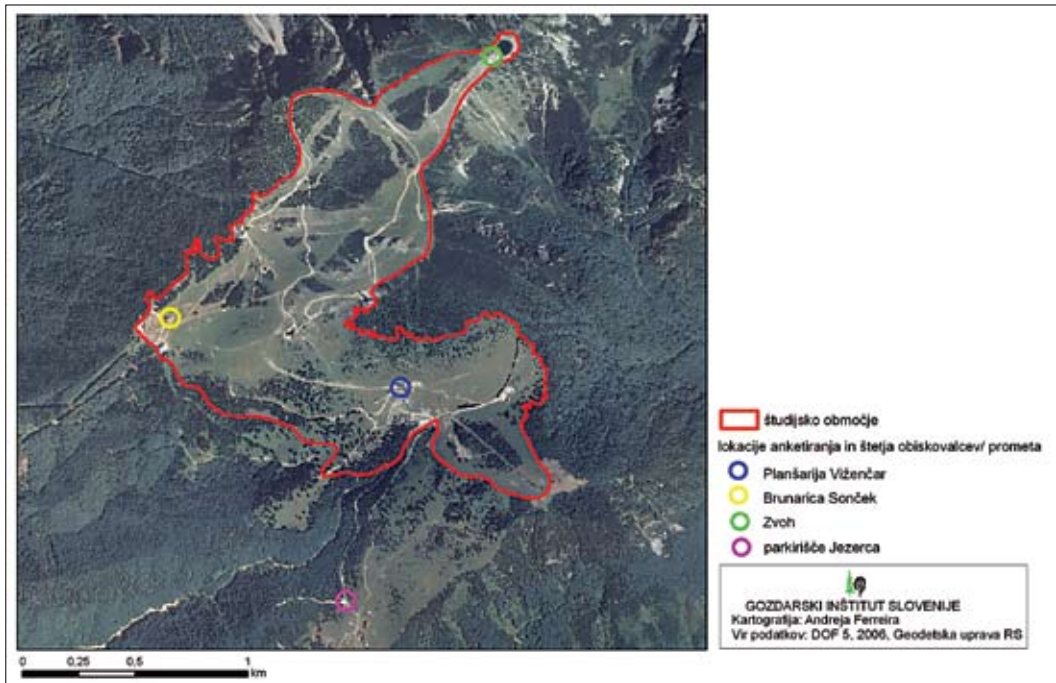 študijsko območje
lokacije anketiranja in štetja obiskovalcev/ prometa
Planšarija Viženčar
Brunarica Sonček
Zvoh
parkirišče Jezerca
GOZDARSKI INŠTITUT SLOVENIJE
Kartografija: Andreja Ferreira
Vir podatkov: DOF 5, 2006, Geodetska uprava RS
0 0,25 0,5 1
km